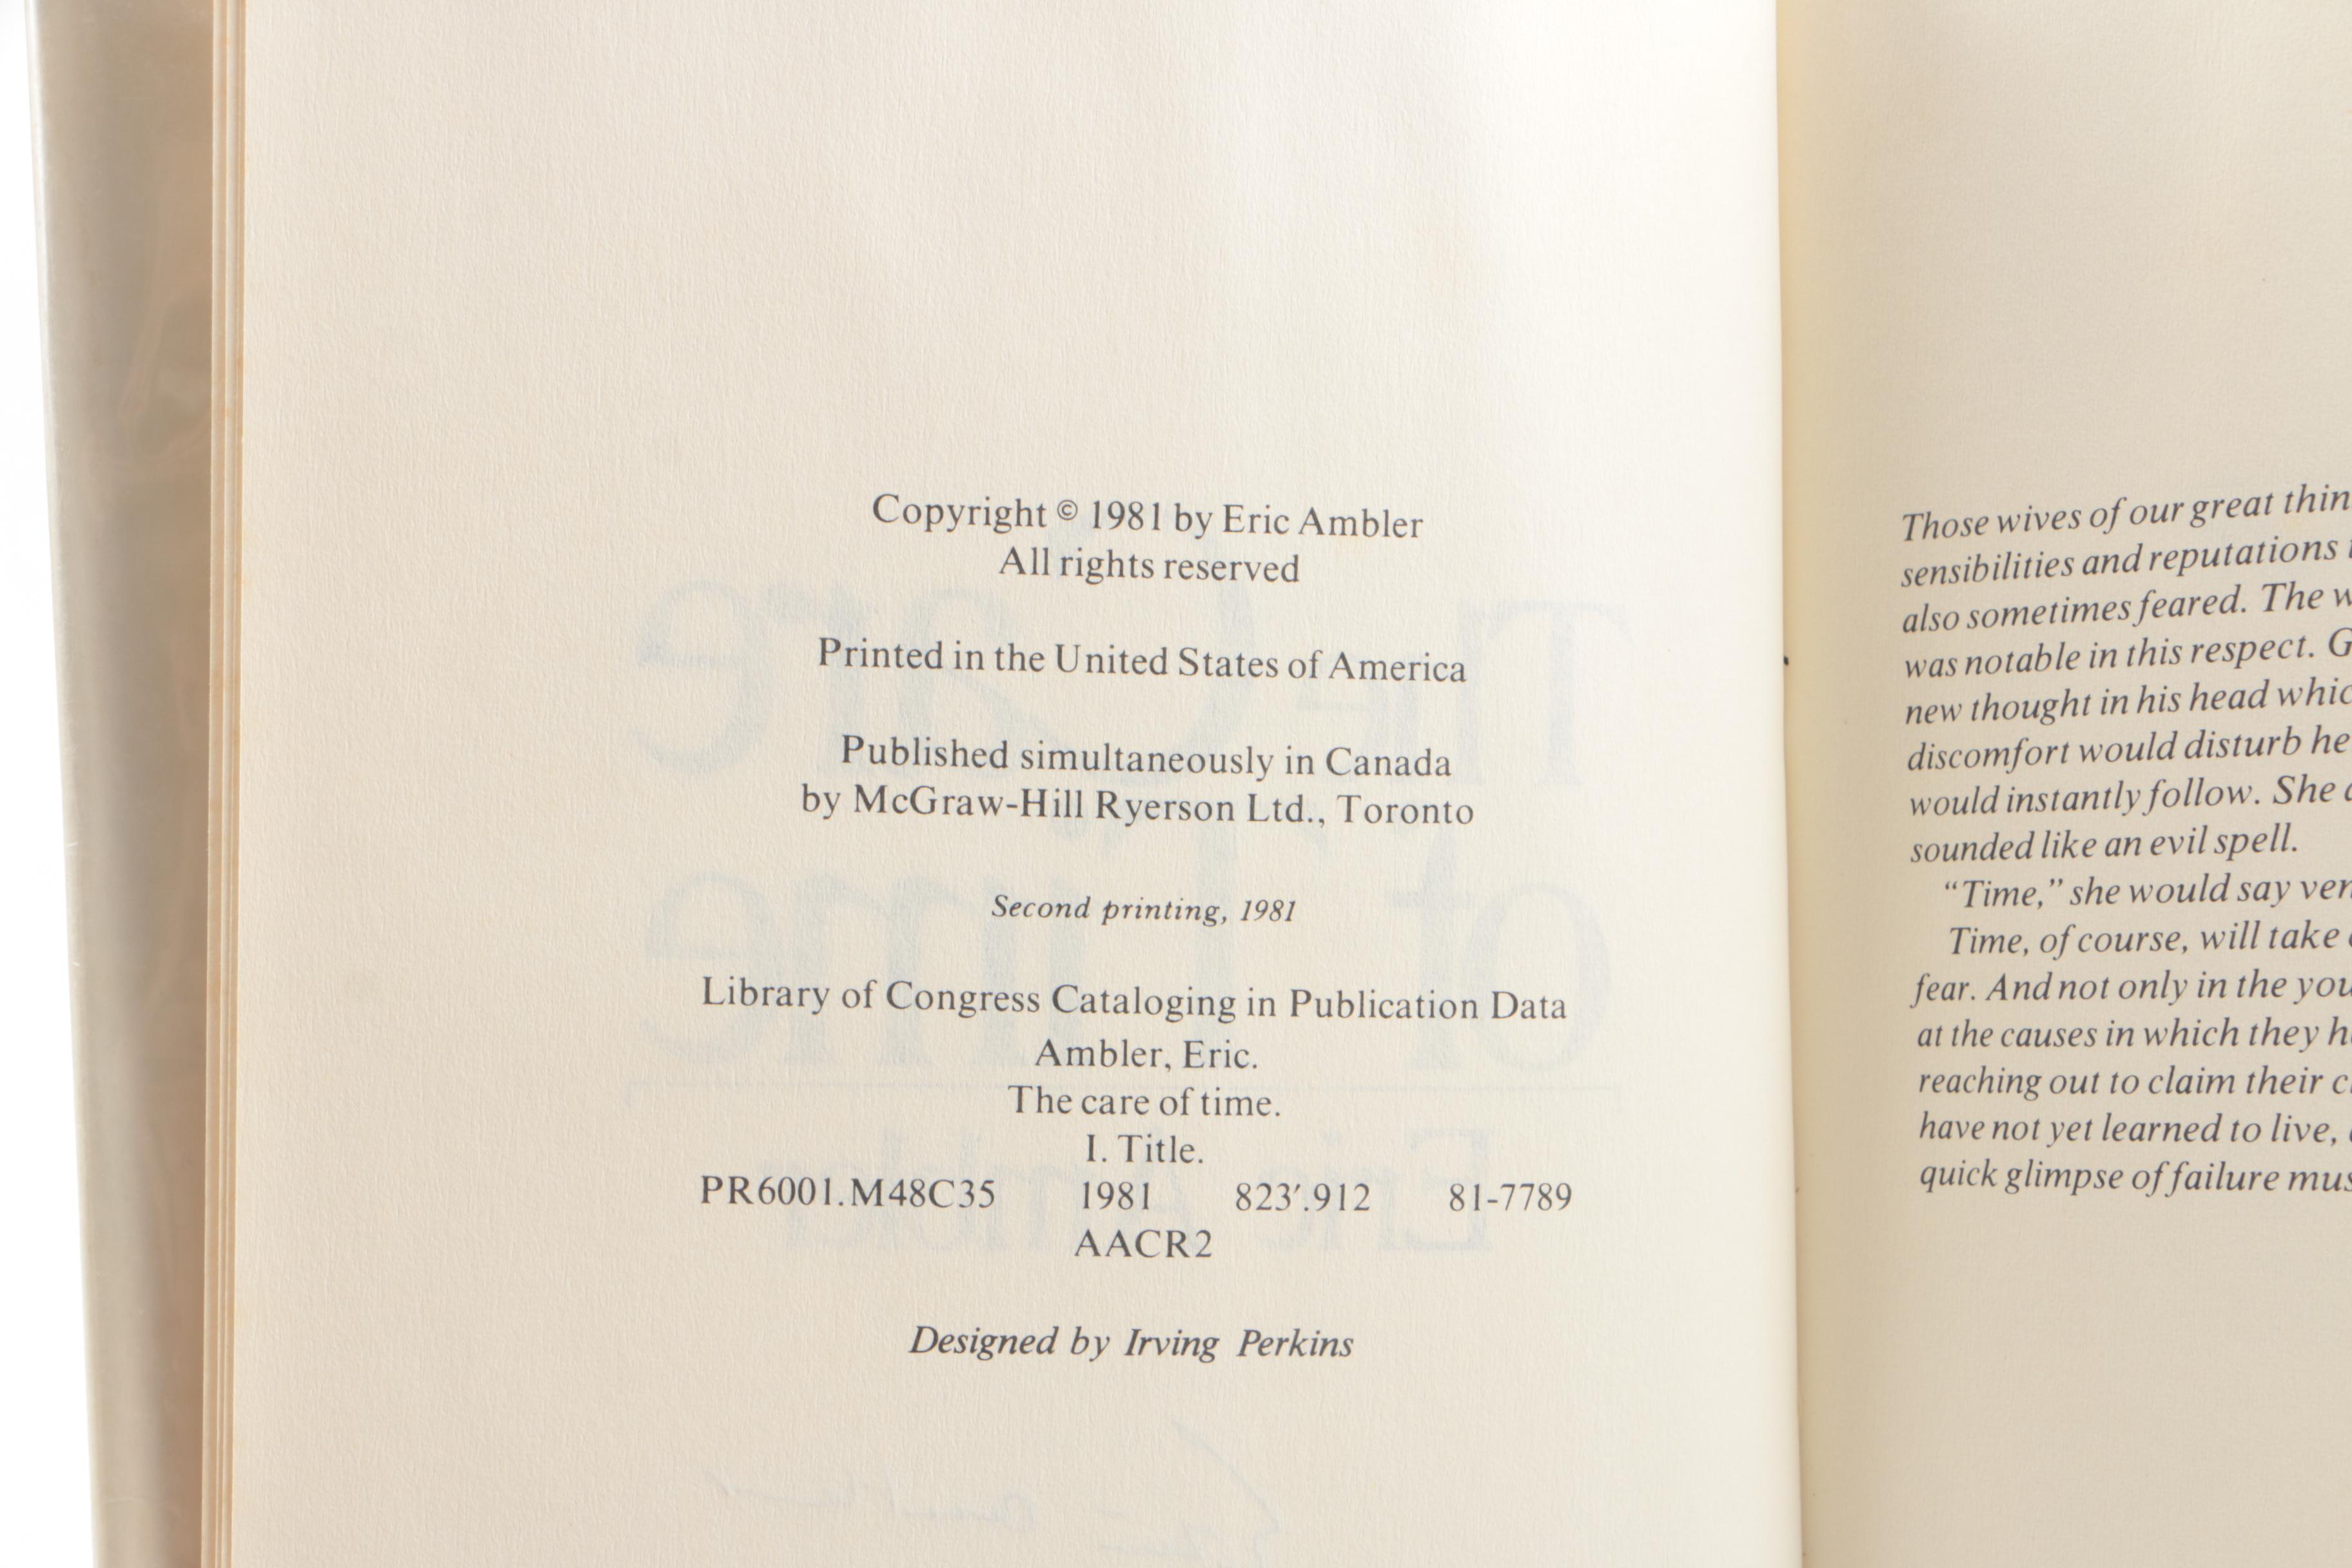 Copyright © 1981 by Eric Ambler
All rights reserved
Printed in the United States of America
Published simultaneously in Canada
by McGraw-Hill Ryerson Ltd., Toronto
Second printing, 1981
Library of Congress Cataloging in Publication Data
Ambler, Eric.
The care of time.
I. Title.
PR6001.M48C35 1981 823′.912 81-7789
AACR2
Designed by Irving Perkins
Those wives of our great thin
sensibilities and reputations
also sometimes feared. The w
was notable in this respect. G
new thought in his head whic
discomfort would disturb he
would instantly follow. She
sounded like an evil spell.
“Time,” she would say ver
Time, of course, will take
fear. And not only in the you
at the causes in which they h
reaching out to claim their c
have not yet learned to live,
quick glimpse of failure mus